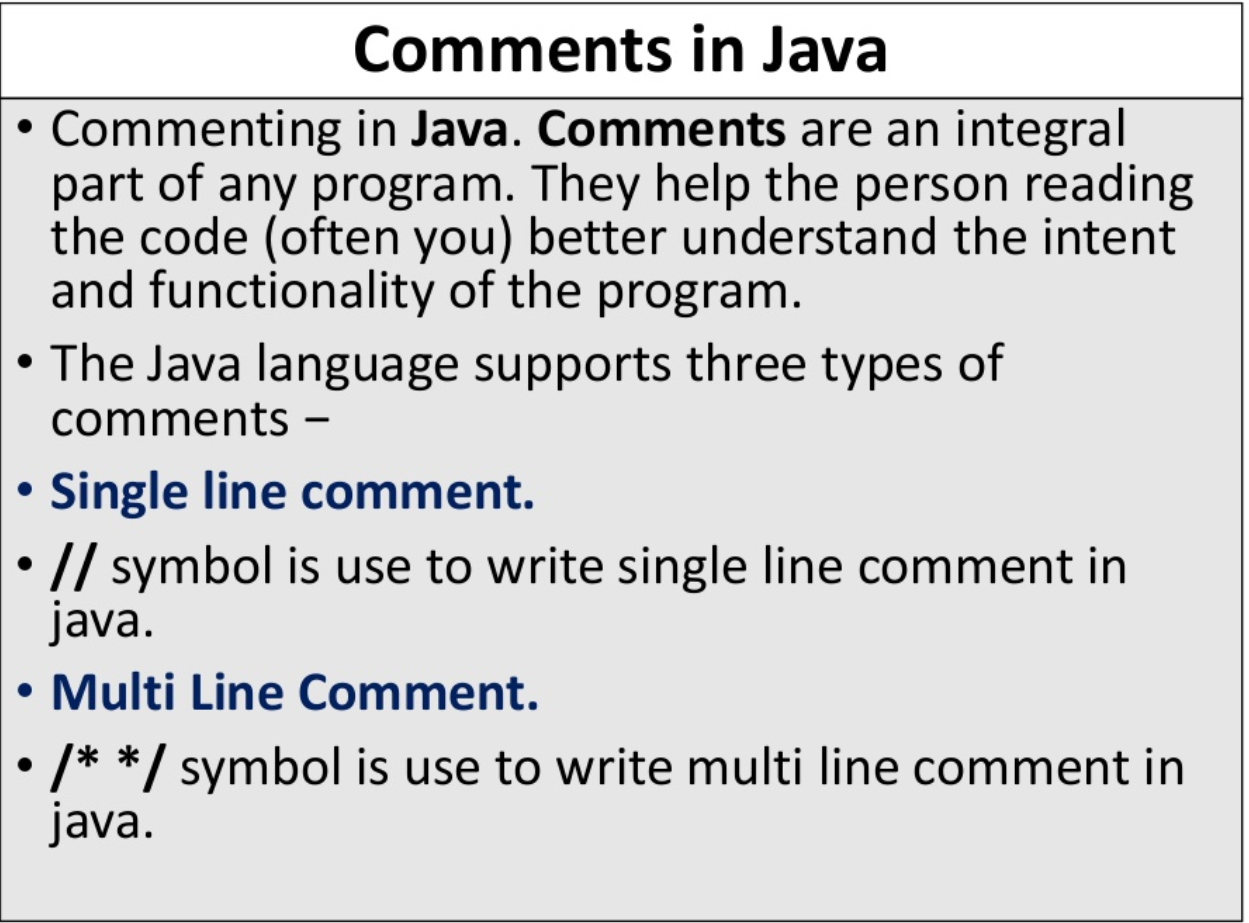 Comments in Java
• Commenting in Java. Comments are an integral
part of any program. They help the person reading
the code (often you) better understand the intent
and functionality of the program.
• The Java language supports three types of
comments –
• Single line comment.
• // symbol is use to write single line comment in
java.
• Multi Line Comment.
• /* */ symbol is use to write multi line comment in
java.